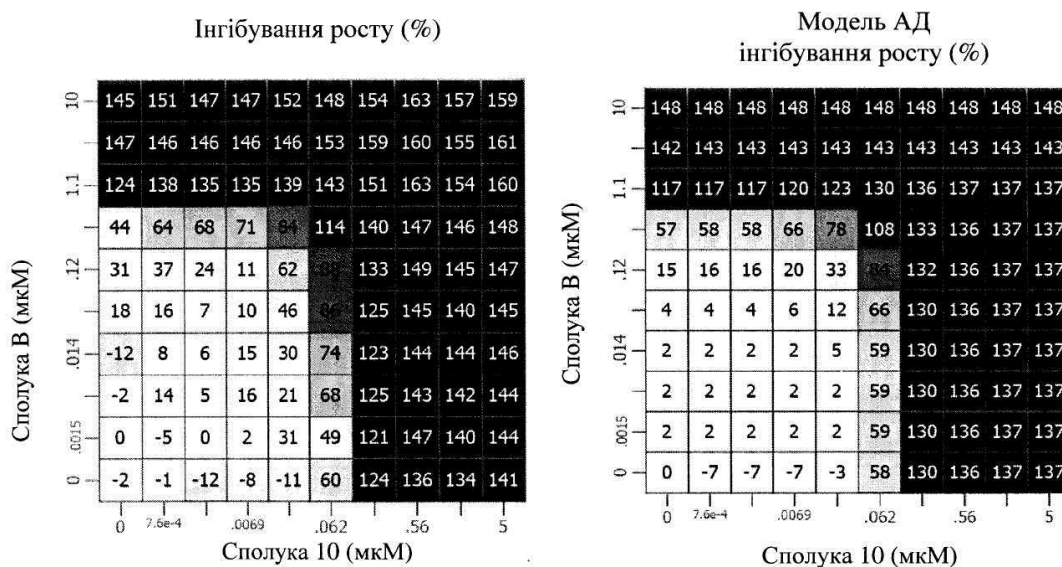 Інгібування росту (%)
Сполука В (мкМ)
10 145 151 147 147 152 148 154 163 157 159
147 146 146 146 146 153 159 160 155 161
1.1 124 138 135 135 139 143 151 163 154 160
44 64 68 71 84 114 140 147 146 148
.12 31 37 24 11 62 133 149 145 147
18 16 7 10 46 125 145 140 145
.014 -12 8 6 15 30 74 123 144 144 146
-2 14 5 16 21 68 125 143 142 144
.0015 0 -5 0 2 31 49 121 147 140 144
0 -2 -1 -12 -8 -11 60 124 136 134 141
0 7.6e-4 .0069 .062 .56 5
Сполука 10 (мкМ)
Модель АД
інгібування росту (%)
Сполука В (мкМ)
10 148 148 148 148 148 148 148 148 148 148
142 143 143 143 143 143 143 143 143 143
1.1 117 117 117 120 123 130 136 137 137 137
57 58 58 66 78 108 133 136 137 137
.12 15 16 16 20 33 84 132 136 137 137
4 4 4 6 12 66 130 136 137 137
.014 2 2 2 2 5 59 130 136 137 137
2 2 2 2 2 59 130 136 137 137
.0015 2 2 2 2 2 59 130 136 137 137
0 0 -7 -7 -7 -3 58 130 136 137 137
0 7.6e-4 .0069 .062 .56 5
Сполука 10 (мкМ)